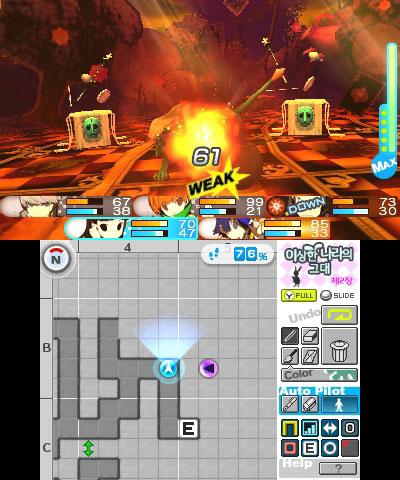 61
WEAK
MAX
67
38
99
21
DOWN
73
30
70
47
85
33
N
4
76%
이상한 나라의
그대
제2장
Y FULL
SLIDE
Undo
Color
Auto Pilot
B
C
E
E
Help ?